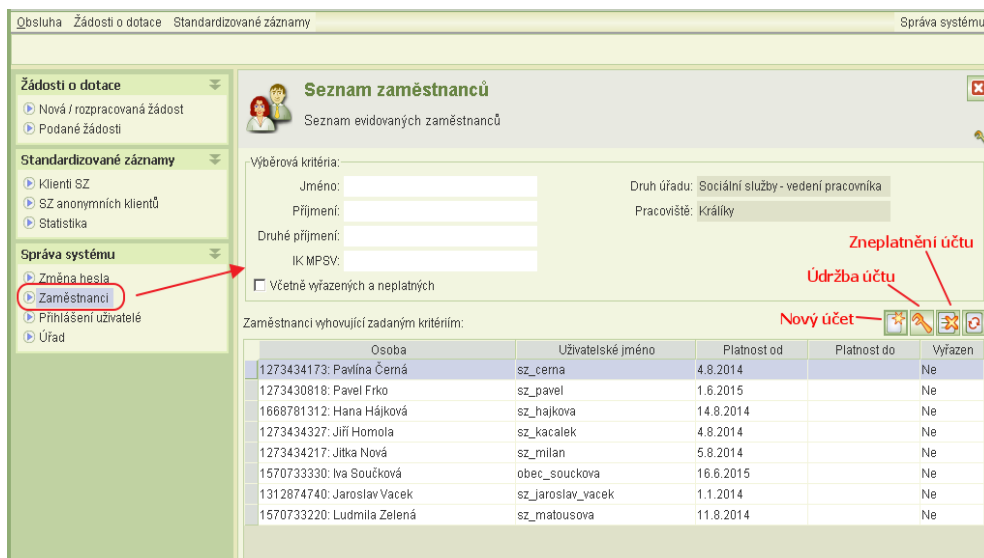 Obsluha Žádosti o dotace Standardizované záznamy Správa systému
Žádosti o dotace
Nová / rozpracovaná žádost
Podané žádosti
Standardizované záznamy
Klienti SZ
SZ anonymních klientů
Statistika
Správa systému
Změna hesla
Zaměstnanci
Přihlášení uživatelé
Úřad
Seznam zaměstnanců
Seznam evidovaných zaměstnanců
Výběrová kritéria:
Jméno:
Příjmení:
Druhé příjmení:
IK MPSV:
Druh úřadu: Sociální služby - vedení pracovníka
Pracoviště: Králíky
Včetně vyřazených a neplatných
Zneplatnění účtu
Údržba účtu
Nový účet
Zaměstnanci vyhovující zadaným kritériím:
Osoba Uživatelské jméno Platnost od Platnost do Vyřazen
1273434173: Pavlína Černá sz_cerna 4.8.2014 Ne
1273430818: Pavel Frko sz_pavel 1.6.2015 Ne
1668781312: Hana Hájková sz_hajkova 14.8.2014 Ne
1273434327: Jiří Homola sz_kacalek 4.8.2014 Ne
1273434217: Jitka Nová sz_milan 5.8.2014 Ne
1570733330: Iva Součková obec_souckova 16.6.2015 Ne
1312874740: Jaroslav Vacek sz_jaroslav_vacek 1.1.2014 Ne
1570733220: Ludmila Zelená sz_matousova 11.8.2014 Ne